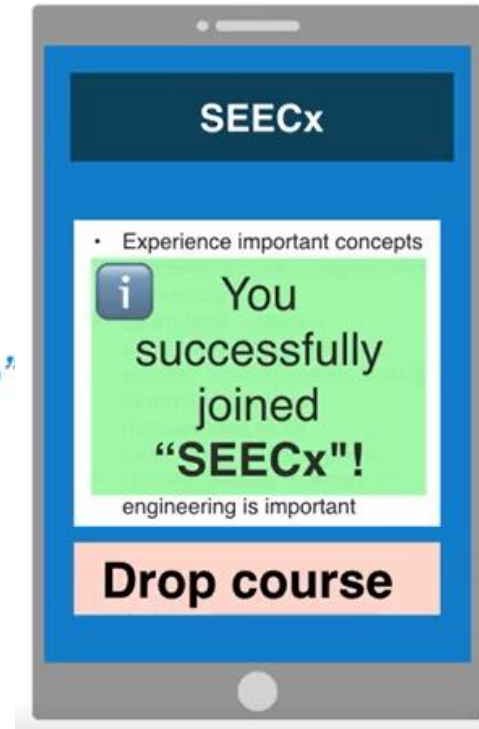 SEECx
• Experience important concepts
i You
successfully
joined
“SEECx"!
engineering is important
Drop course